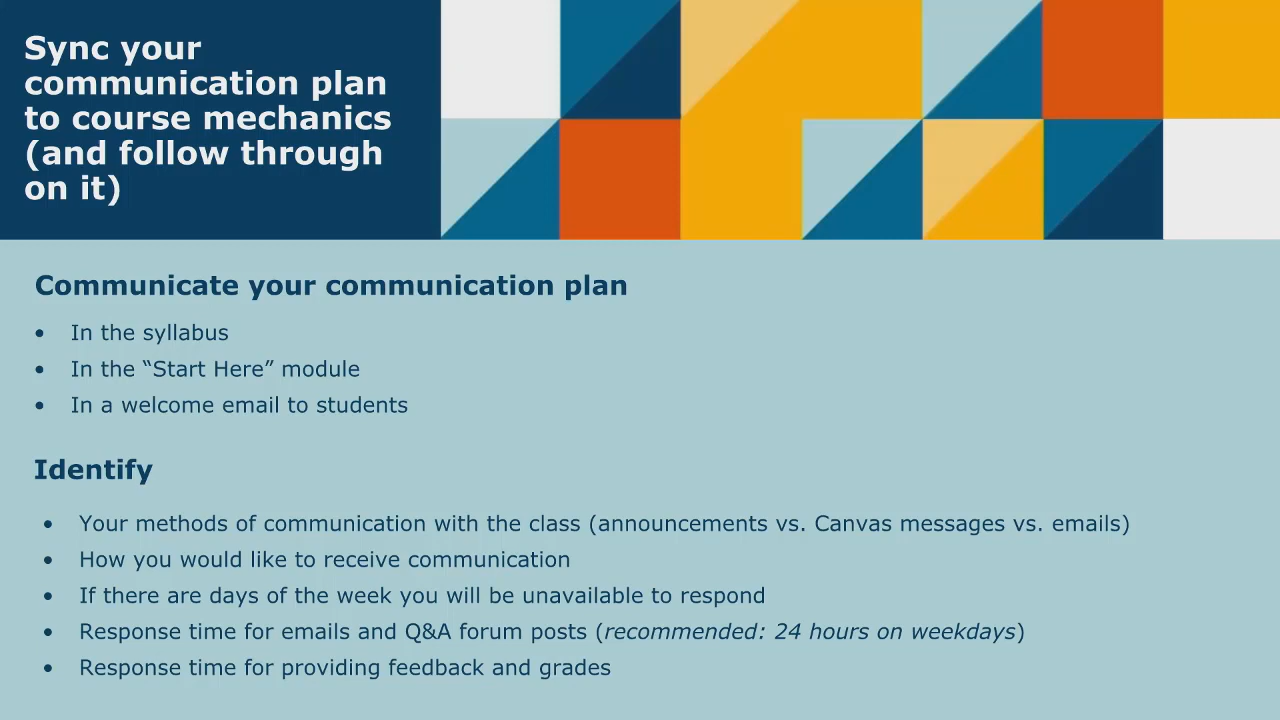 Sync your
communication plan
to course mechanics
(and follow through
on it)
Communicate your communication plan
• In the syllabus
• In the “Start Here” module
• In a welcome email to students
Identify
• Your methods of communication with the class (announcements vs. Canvas messages vs. emails)
• How you would like to receive communication
• If there are days of the week you will be unavailable to respond
• Response time for emails and Q&A forum posts (recommended: 24 hours on weekdays)
• Response time for providing feedback and grades